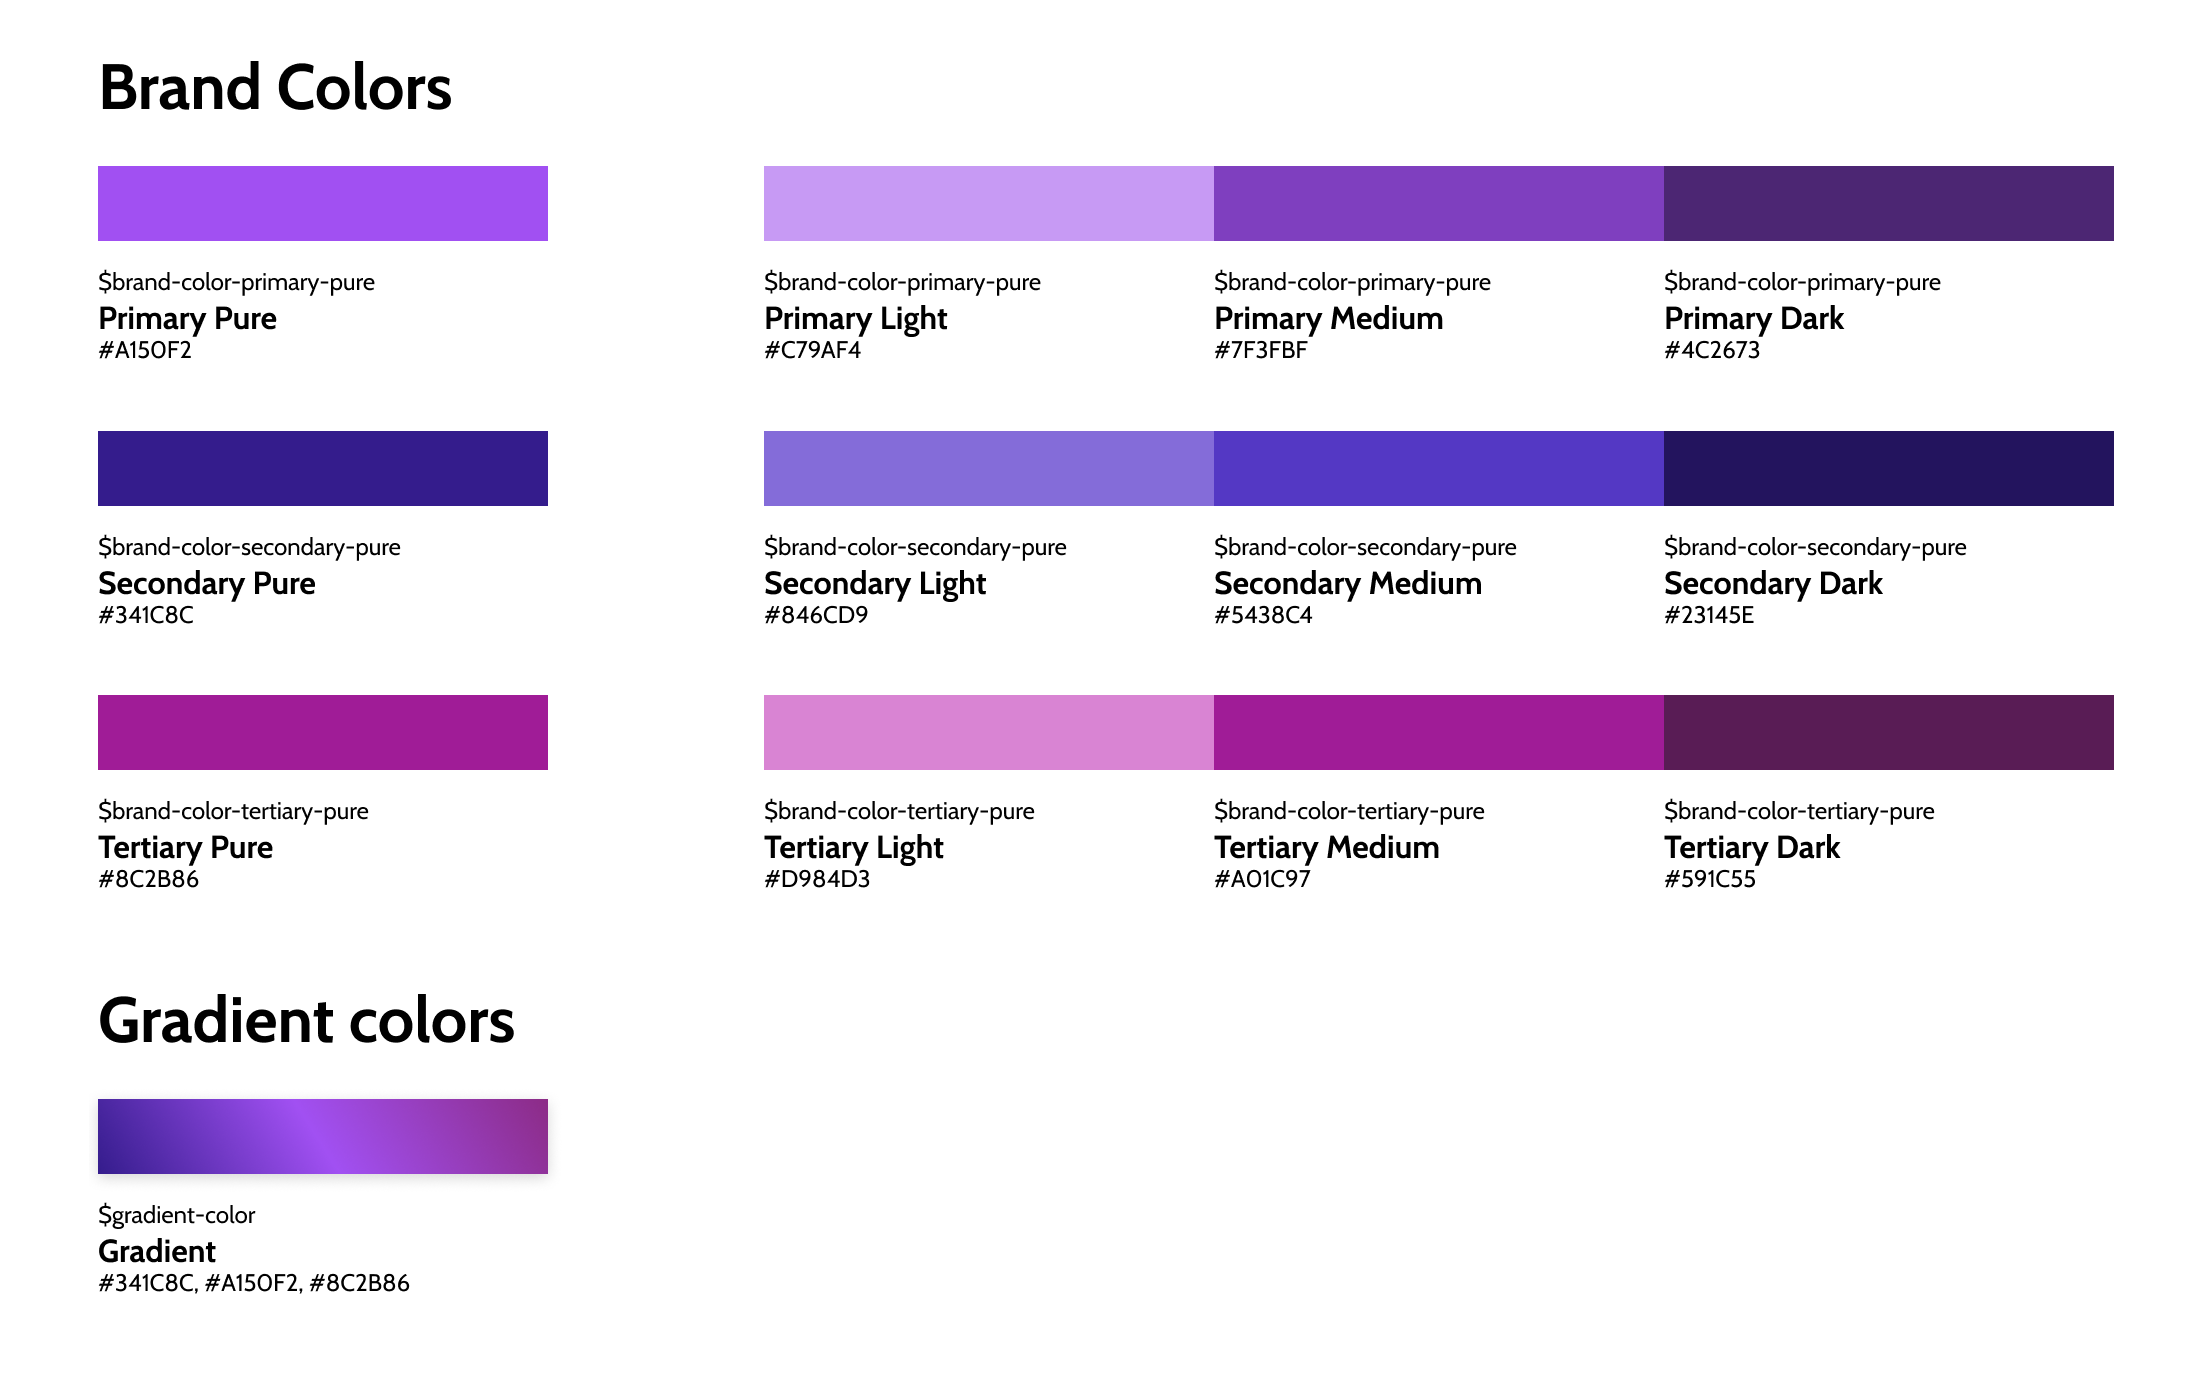 Brand Colors
$brand-color-primary-pure
Primary Pure
#A150F2
$brand-color-primary-pure
Primary Light
#C79AF4
$brand-color-primary-pure
Primary Medium
#7F3FBF
$brand-color-primary-pure
Primary Dark
#4C2673
$brand-color-secondary-pure
Secondary Pure
#341C8C
$brand-color-secondary-pure
Secondary Light
#846CD9
$brand-color-secondary-pure
Secondary Medium
#5438C4
$brand-color-secondary-pure
Secondary Dark
#23145E
$brand-color-tertiary-pure
Tertiary Pure
#8C2B86
$brand-color-tertiary-pure
Tertiary Light
#D984D3
$brand-color-tertiary-pure
Tertiary Medium
#A01C97
$brand-color-tertiary-pure
Tertiary Dark
#591C55
Gradient colors
$gradient-color
Gradient
#341C8C, #A150F2, #8C2B86